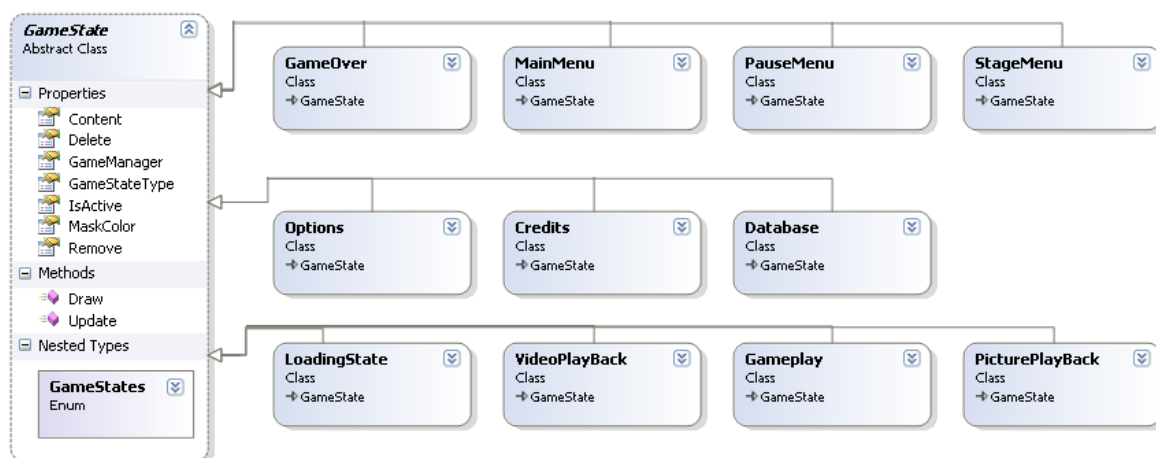 GameState
Abstract Class
Properties
Content
Delete
GameManager
GameStateType
IsActive
MaskColor
Remove
Methods
Draw
Update
Nested Types
GameStates
Enum
GameOver
Class
GameState
MainMenu
Class
GameState
PauseMenu
Class
GameState
StageMenu
Class
GameState
Options
Class
GameState
Credits
Class
GameState
Database
Class
GameState
LoadingState
Class
GameState
VideoPlayBack
Class
GameState
Gameplay
Class
GameState
PicturePlayBack
Class
GameState